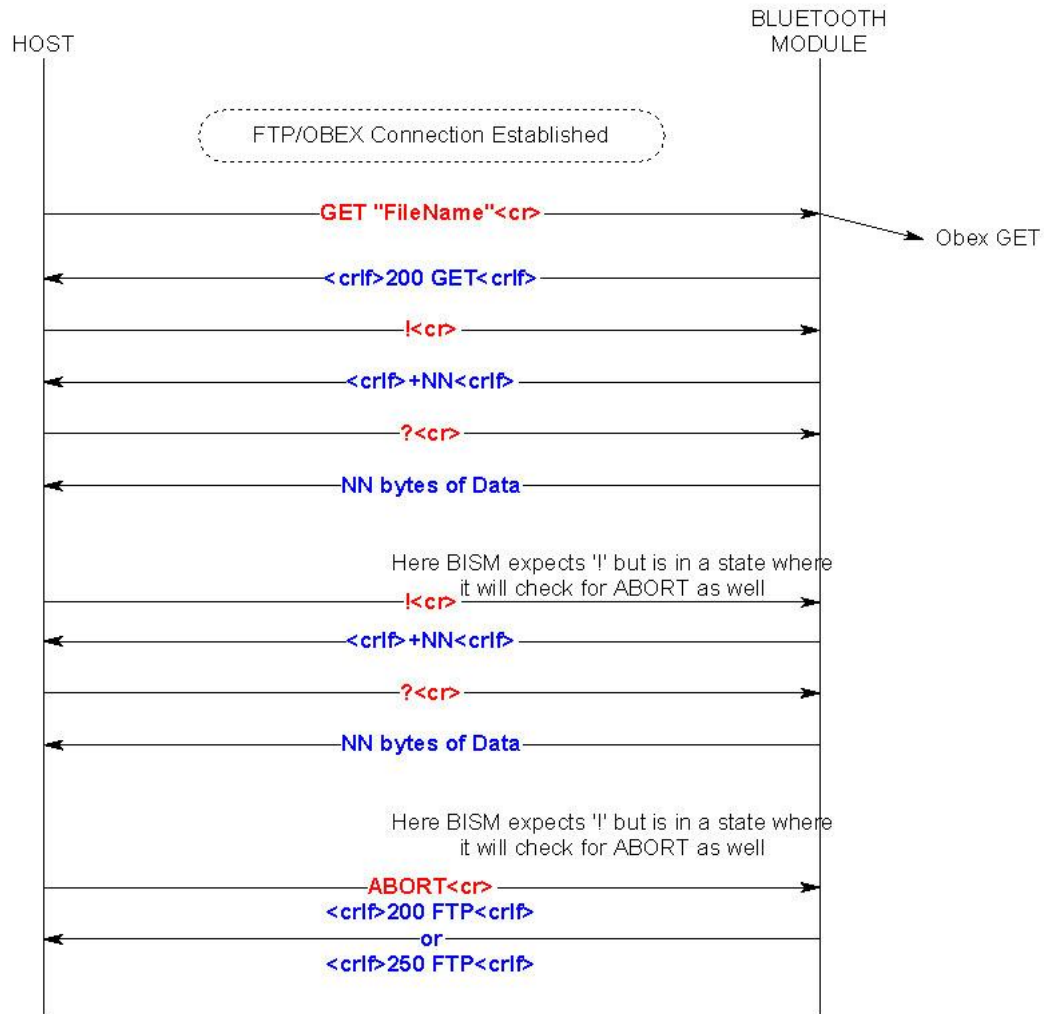 HOST
BLUETOOTH
MODULE
FTP/OBEX Connection Established
GET "FileName"<cr>
Obex GET
<crlf>200 GET<crlf>
!<cr>
<crlf>+NN<crlf>
?<cr>
NN bytes of Data
Here BISM expects '!' but is in a state where
it will check for ABORT as well
!<cr>
<crlf>+NN<crlf>
?<cr>
NN bytes of Data
Here BISM expects '!' but is in a state where
it will check for ABORT as well
ABORT<cr>
<crlf>200 FTP<crlf>
or
<crlf>250 FTP<crlf>